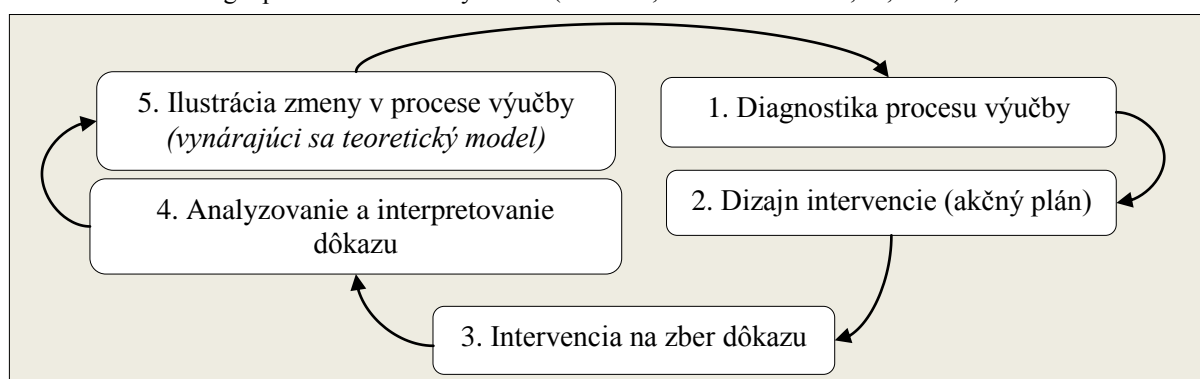 1. Diagnostika procesu výučby
2. Dizajn intervencie (akčný plán)
3. Intervencia na zber dôkazu
4. Analyzovanie a interpretovanie
dôkazu
5. Ilustrácia zmeny v procese výučby
(vynárájúci sa teoretický model)